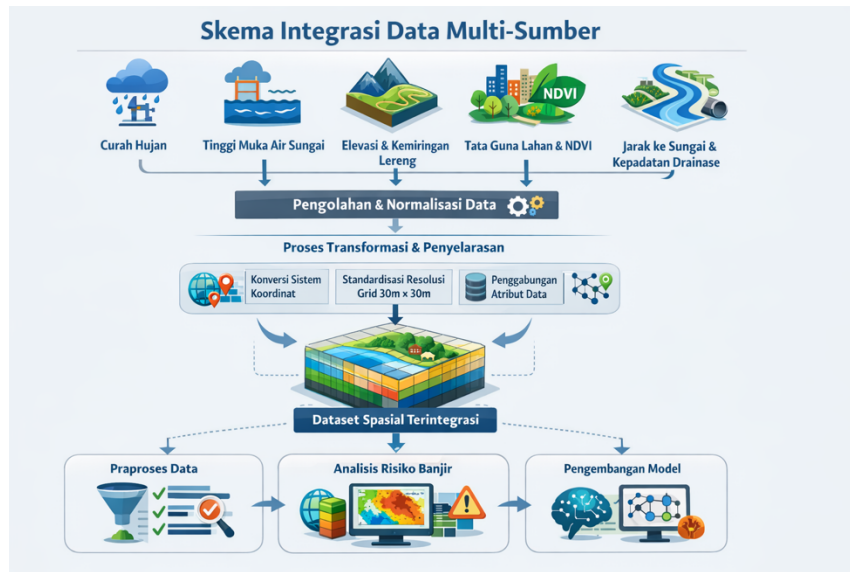 Skema Integrasi Data Multi-Sumber
NDVI
Curah Hujan
Tinggi Muka Air Sungai
Elevasi & Kemiringan
Lereng
Tata Guna Lahan & NDVI
Jarak ke Sungai &
Kepadatan Drainase
Pengolahan & Normalisasi Data
Proses Transformasi & Penyelarasan
Konversi Sistem
Koordinat
Standardisasi Resolusi
Grid 30m x 30m
Penggabungan
Atribut Data
Dataset Spasial Terintegrasi
Praproses Data
Analisis Risiko Banjir
Pengembangan Model